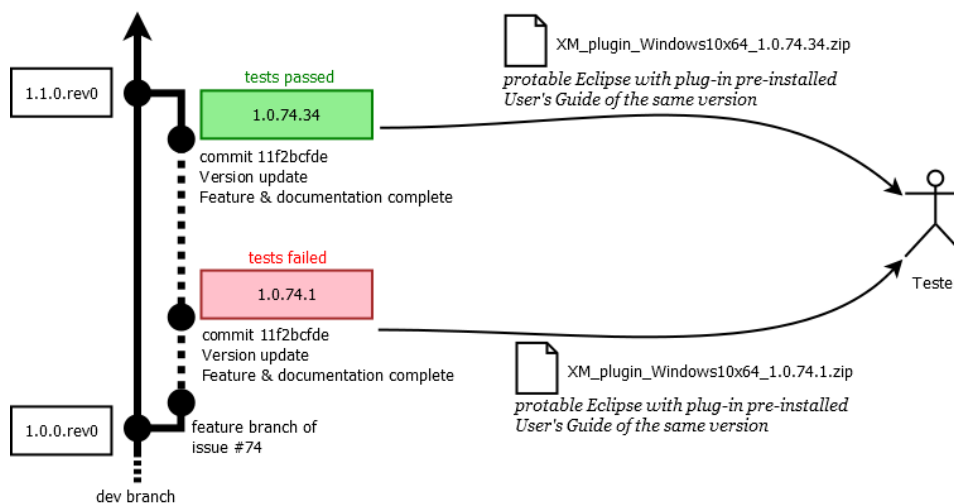 XM_plugin_Windows10x64_1.0.74.34.zip
protable Eclipse with plug-in pre-installed
User's Guide of the same version
tests passed
1.1.0.rev0
1.0.74.34
commit 11f2bcfde
Version update
Feature & documentation complete
tests failed
1.0.74.1
Teste
commit 11f2bcfde
Version update
Feature & documentation complete
XM_plugin_Windows10x64_1.0.74.1.zip
protable Eclipse with plug-in pre-installed
User's Guide of the same version
1.0.0.rev0
feature branch of
issue #74
dev branch